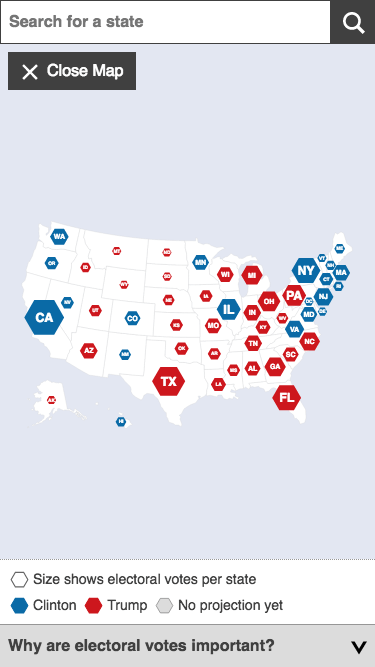 Search for a state
Close Map
WA
MT
ND
ME
OR
ID
MN
VT
NH
WY
SD
WI
MI
NY
MA
CT
RI
NV
UT
NE
IA
PA
NJ
CA
CO
IL
IN
OH
DC
DE
MD
KS
MO
WV
VA
KY
AZ
NM
OK
AR
TN
NC
SC
TX
LA
MS
AL
GA
FL
AK
HI
Size shows electoral votes per state
Clinton
Trump
No projection yet
Why are electoral votes important?